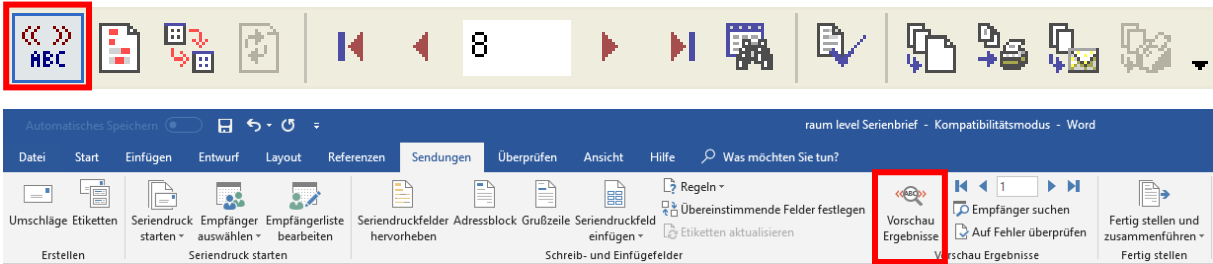 « »
ABC
8
Automatisches Speichern
raum level Serienbrief - Kompatibilitätsmodus - Word
Datei Start Einfügen Entwurf Layout Referenzen Sendungen Überprüfen Ansicht Hilfe Was möchten Sie tun?
Umschläge Etiketten
Erstellen
Seriendruck starten
Empfänger auswählen
Empfängerliste bearbeiten
Seriendruck starten
Seriendruckfelder hervorheben
Adressblock
Grußzeile
Seriendruckfeld einfügen
Regeln
Übereinstimmende Felder festlegen
Etiketten aktualisieren
Schreib- und Einfügefelder
«ABC»
Vorschau Ergebnisse
1
Empfänger suchen
Auf Fehler überprüfen
Vorschau Ergebnisse
Fertig stellen und zusammenführen
Fertig stellen